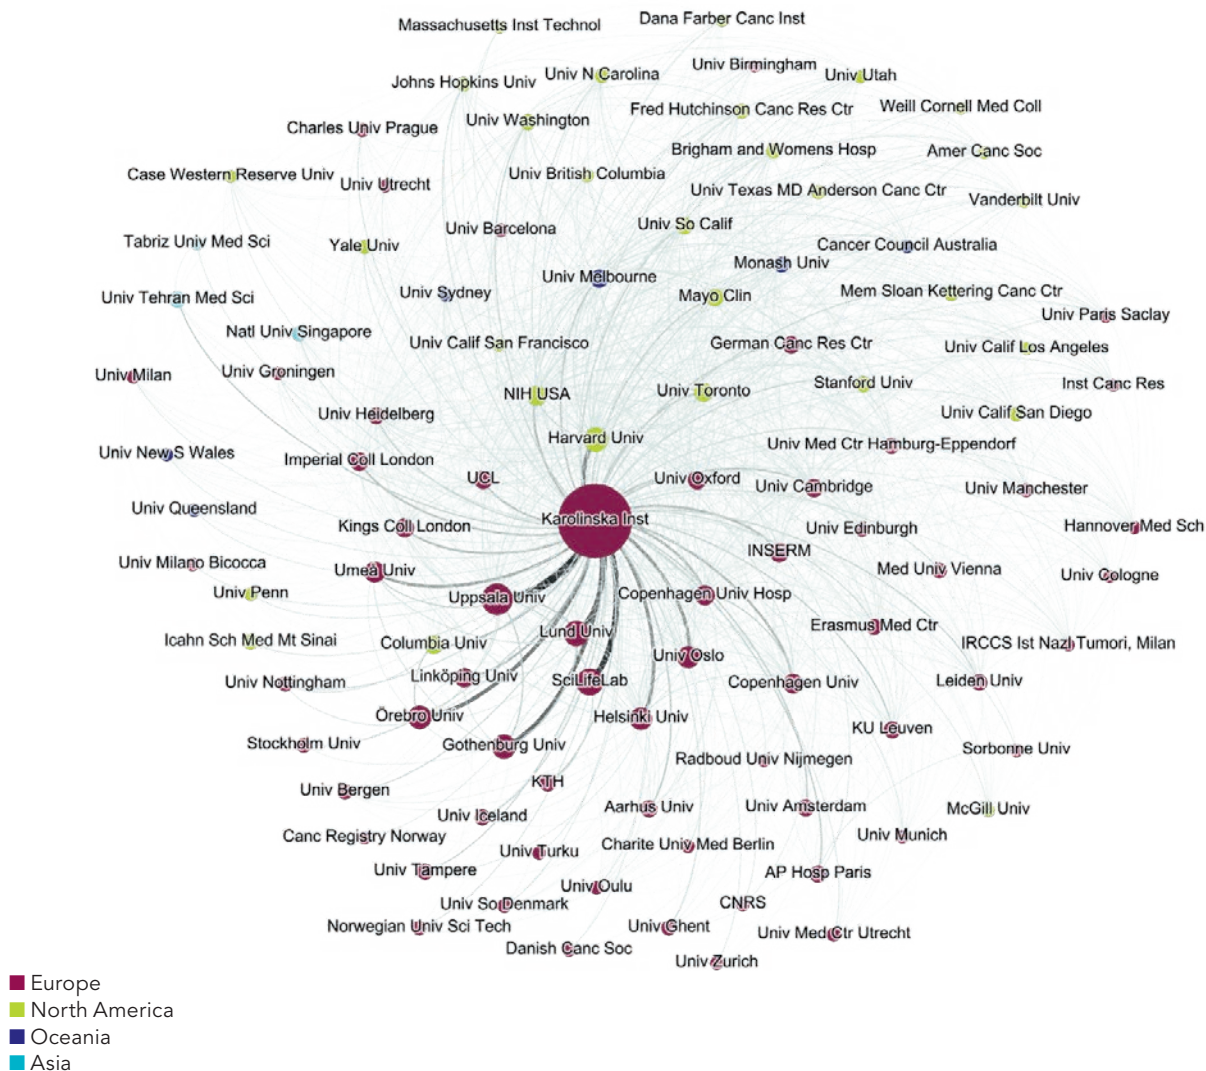 Dana Farber Canc Inst
Massachusetts Inst Technol
Univ Birmingham
Univ N Carolina
Univ Utah
Johns Hopkins Univ
Weill Cornell Med Coll
Fred Hutchinson Canc Res Ctr
Univ Washington
Charles Univ Prague
Brigham and Womens Hosp
Amer Canc Soc
Case Western Reserve Univ
Univ British Columbia
Univ Utrecht
Univ Texas MD Anderson Canc Ctr
Vanderbilt Univ
Univ So Calif
Univ Barcelona
Tabriz Univ Med Sci
Yale Univ
Cancer Council Australia
Monash Univ
Univ Melbourne
Univ Sydney
Mem Sloan Kettering Canc Ctr
Mayo Clin
Univ Tehran Med Sci
Univ Paris Saclay
Natl Univ Singapore
Univ Calif San Francisco
German Canc Res Ctr
Univ Calif Los Angeles
Univ Milan
Univ Groningen
Stanford Univ
Inst Canc Res
NIH USA
Univ Toronto
Univ Heidelberg
Univ Calif San Diego
Harvard Univ
Univ Med Ctr Hamburg-Eppendorf
Univ New S Wales
Imperial Coll London
UCL
Univ Oxford
Univ Cambridge
Univ Manchester
Univ Queensland
Karolinska Inst
Kings Coll London
Univ Edinburgh
Hannover Med Sch
INSERM
Univ Milano Bicocca
Umeå Univ
Med Univ Vienna
Univ Cologne
Univ Penn
Uppsala Univ
Copenhagen Univ Hosp
Erasmus Med Ctr
Lund Univ
Icahn Sch Med Mt Sinai
Columbia Univ
IRCCS Ist Nazl Tumori, Milan
Univ Oslo
Linköping Univ
SciLifeLab
Univ Nottingham
Copenhagen Univ
Leiden Univ
Örebro Univ
Helsinki Univ
KU Leuven
Stockholm Univ
Gothenburg Univ
Sorbonne Univ
Radboud Univ Nijmegen
KTH
Univ Bergen
Aarhus Univ
Univ Amsterdam
McGill Univ
Univ Iceland
Canc Registry Norway
Univ Munich
Charite Univ Med Berlin
Univ Turku
Univ Tampere
AP Hosp Paris
Univ Oulu
Univ So Denmark
CNRS
Norwegian Univ Sci Tech
Univ Ghent
Univ Med Ctr Utrecht
Danish Canc Soc
Univ Zurich
Europe
North America
Oceania
Asia